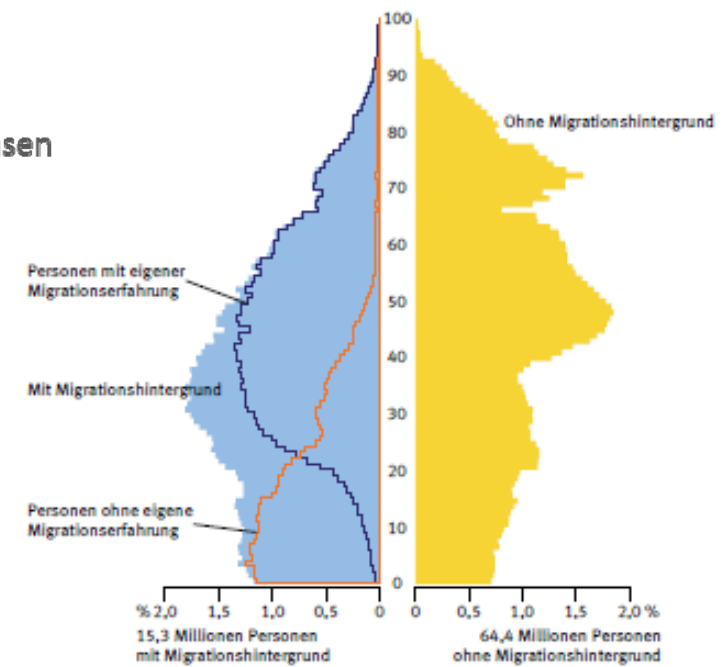 sen
100
90
80
70
60
50
40
30
20
10
0
Ohne Migrationshintergrund
Personen mit eigener
Migrationserfahrung
Mit Migrationshintergrund
Personen ohne eigene
Migrationserfahrung
% 2,0 1,5 1,0 0,5 0
0 0,5 1,0 1,5 2,0 %
15,3 Millionen Personen
mit Migrationshintergrund
64,4 Millionen Personen
ohne Migrationshintergrund